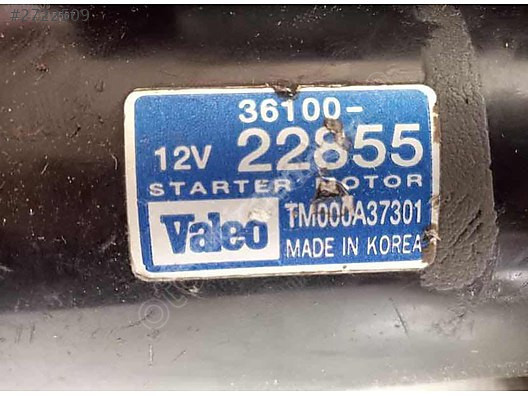 36100-
12V 22855
STARTER MOTOR
Valeo
TM000A37301
MADE IN KOREA